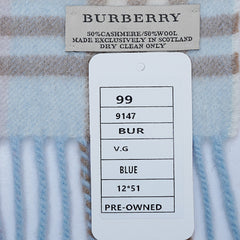 BURBERRY
50%CASHMERE/50%WOOL
MADE EXCLUSIVELY IN SCOTLAND
DRY CLEAN ONLY
99
9147
BUR
V.G
BLUE
12*51
PRE-OWNED